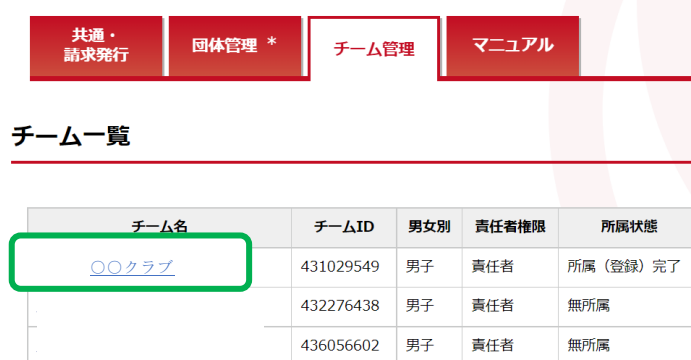 共通・
請求発行
団体管理 *
チーム管理
マニュアル
チーム一覧
チーム名 チームID 男女別 責任者権限 所属状態
〇〇クラブ 431029549 男子 責任者 所属（登録）完了
432276438 男子 責任者 無所属
436056602 男子 責任者 無所属